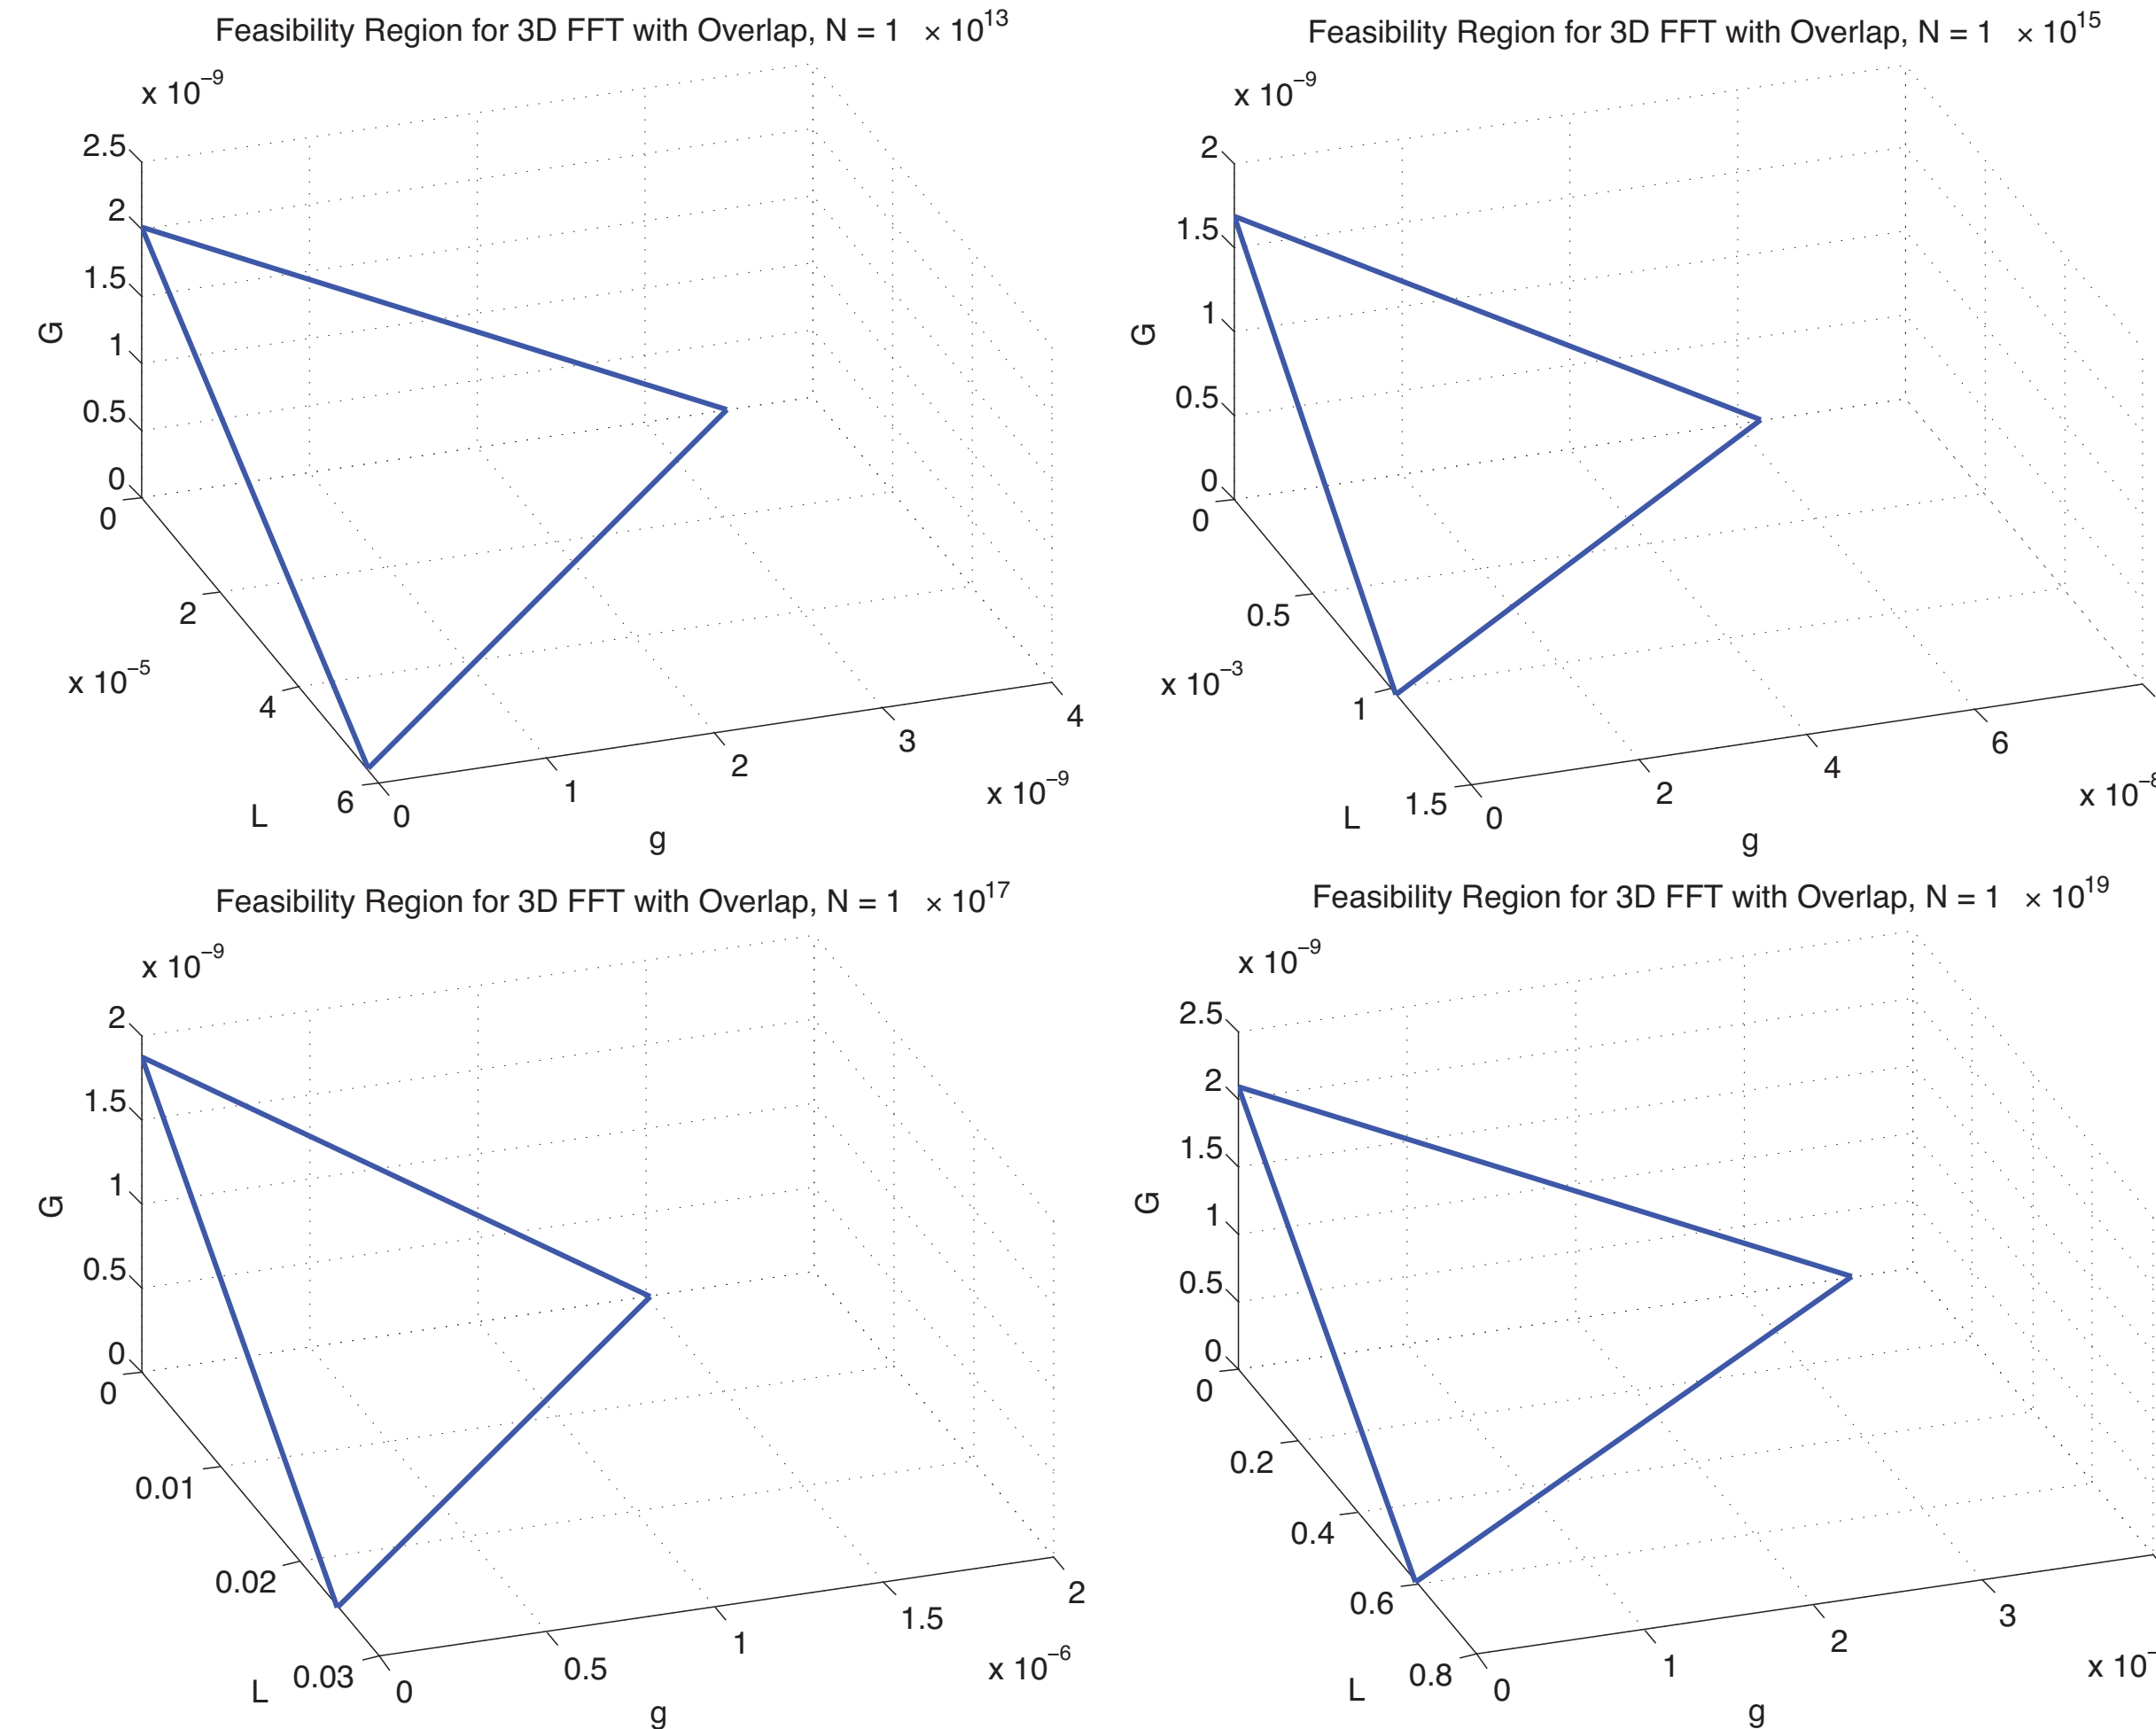 Feasibility Region for 3D FFT with Overlap, N = 1 × 10^13
x 10^−9
2.5
2
1.5
1
0.5
0
G
0
2
4
6
x 10^−5
L
0
1
2
3
4
x 10^−9
g
Feasibility Region for 3D FFT with Overlap, N = 1 × 10^15
x 10^−9
2
1.5
1
0.5
0
G
0
0.5
1
1.5
x 10^−3
L
0
2
4
6
x 10^−8
g
Feasibility Region for 3D FFT with Overlap, N = 1 × 10^17
x 10^−9
2
1.5
1
0.5
0
G
0
0.01
0.02
0.03
L
0
0.5
1
1.5
2
x 10^−6
g
Feasibility Region for 3D FFT with Overlap, N = 1 × 10^19
x 10^−9
2.5
2
1.5
1
0.5
0
G
0
0.2
0.4
0.6
0.8
L
0
1
2
3
x 10^−
g